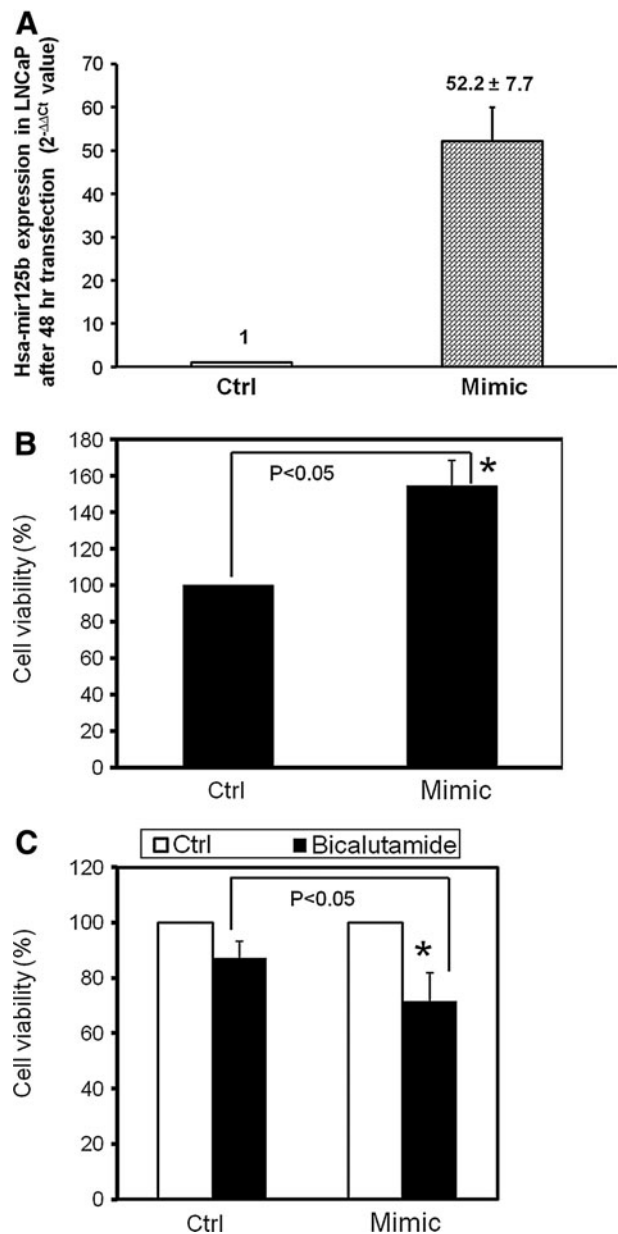 A
Hsa-mir125b expression in LNCaP
after 48 hr transfection (2-ΔΔCt value)
70
60
50
40
30
20
10
0
52.2 ± 7.7
1
Ctrl
Mimic
B
Cell viability (%)
180
160
140
120
100
80
60
40
20
0
P<0.05
*
Ctrl
Mimic
C
Ctrl
Bicalutamide
Cell viability (%)
120
100
80
60
40
20
0
P<0.05
*
Ctrl
Mimic